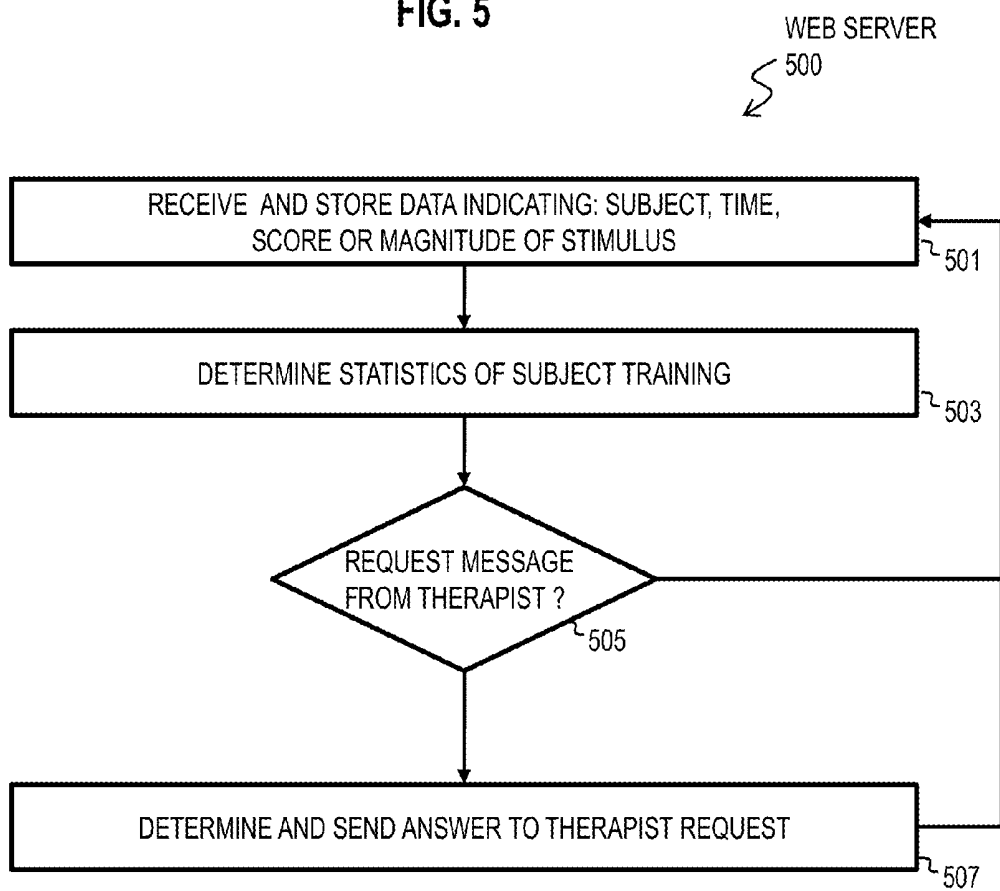 FIG. 5
WEB SERVER
500
RECEIVE AND STORE DATA INDICATING: SUBJECT, TIME,
SCORE OR MAGNITUDE OF STIMULUS
501
DETERMINE STATISTICS OF SUBJECT TRAINING
503
REQUEST MESSAGE
FROM THERAPIST ?
505
DETERMINE AND SEND ANSWER TO THERAPIST REQUEST
507